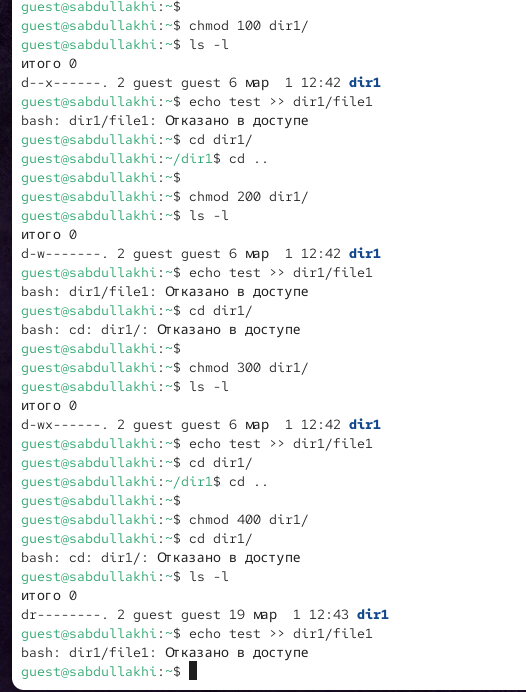 guest@sabdullakhi:~$
guest@sabdullakhi:~$ chmod 100 dir1/
guest@sabdullakhi:~$ ls -l
итого 0
d--x------. 2 guest guest 6 мар  1 12:42 dir1
guest@sabdullakhi:~$ echo test >> dir1/file1
bash: dir1/file1: Отказано в доступе
guest@sabdullakhi:~$ cd dir1/
guest@sabdullakhi:~/dir1$ cd ..
guest@sabdullakhi:~$
guest@sabdullakhi:~$ chmod 200 dir1/
guest@sabdullakhi:~$ ls -l
итого 0
d-w-------. 2 guest guest 6 мар  1 12:42 dir1
guest@sabdullakhi:~$ echo test >> dir1/file1
bash: dir1/file1: Отказано в доступе
guest@sabdullakhi:~$ cd dir1/
bash: cd: dir1/: Отказано в доступе
guest@sabdullakhi:~$
guest@sabdullakhi:~$ chmod 300 dir1/
guest@sabdullakhi:~$ ls -l
итого 0
d-wx------. 2 guest guest 6 мар  1 12:42 dir1
guest@sabdullakhi:~$ echo test >> dir1/file1
guest@sabdullakhi:~$ cd dir1/
guest@sabdullakhi:~/dir1$ cd ..
guest@sabdullakhi:~$
guest@sabdullakhi:~$ chmod 400 dir1/
guest@sabdullakhi:~$ cd dir1/
bash: cd: dir1/: Отказано в доступе
guest@sabdullakhi:~$ ls -l
итого 0
dr--------. 2 guest guest 19 мар  1 12:43 dir1
guest@sabdullakhi:~$ echo test >> dir1/file1
bash: dir1/file1: Отказано в доступе
guest@sabdullakhi:~$